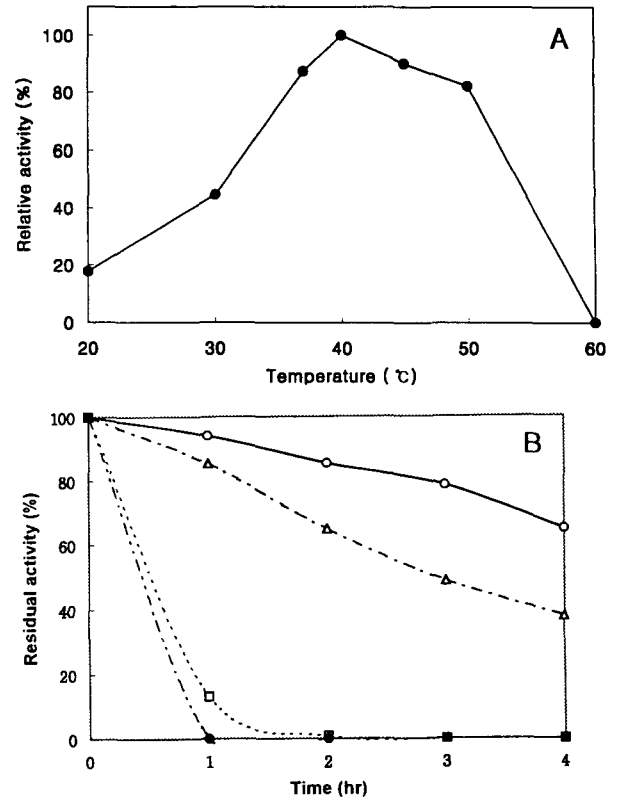 A
100
80
60
40
20
0
Relative activity (%)
20 30 40 50 60
Temperature (℃)
B
100
80
60
40
20
0
Residual activity (%)
0 1 2 3 4
Time (hr)